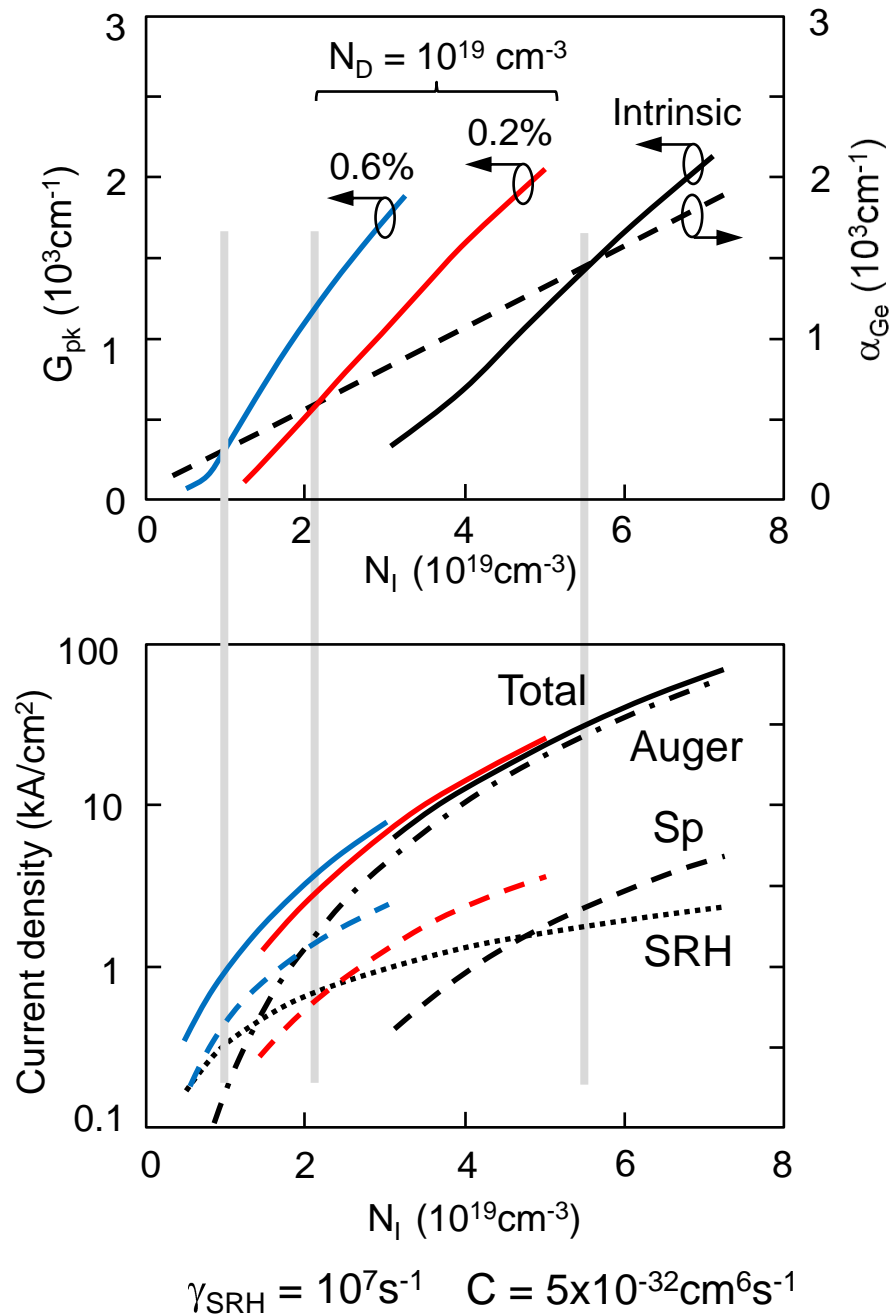 3
3
N_D = 10^19 cm^-3
Intrinsic
0.2%
0.6%
2
2
G_pk (10^3cm^-1)
α_Ge (10^3cm^-1)
1
1
0
0
0 2 4 6 8
N_I (10^19cm^-3)
100
Total
Auger
10
Sp
Current density (kA/cm^2)
1
SRH
0.1
0 2 4 6 8
N_I (10^19cm^-3)
γ_SRH = 10^7s^-1 C = 5x10^-32cm^6s^-1